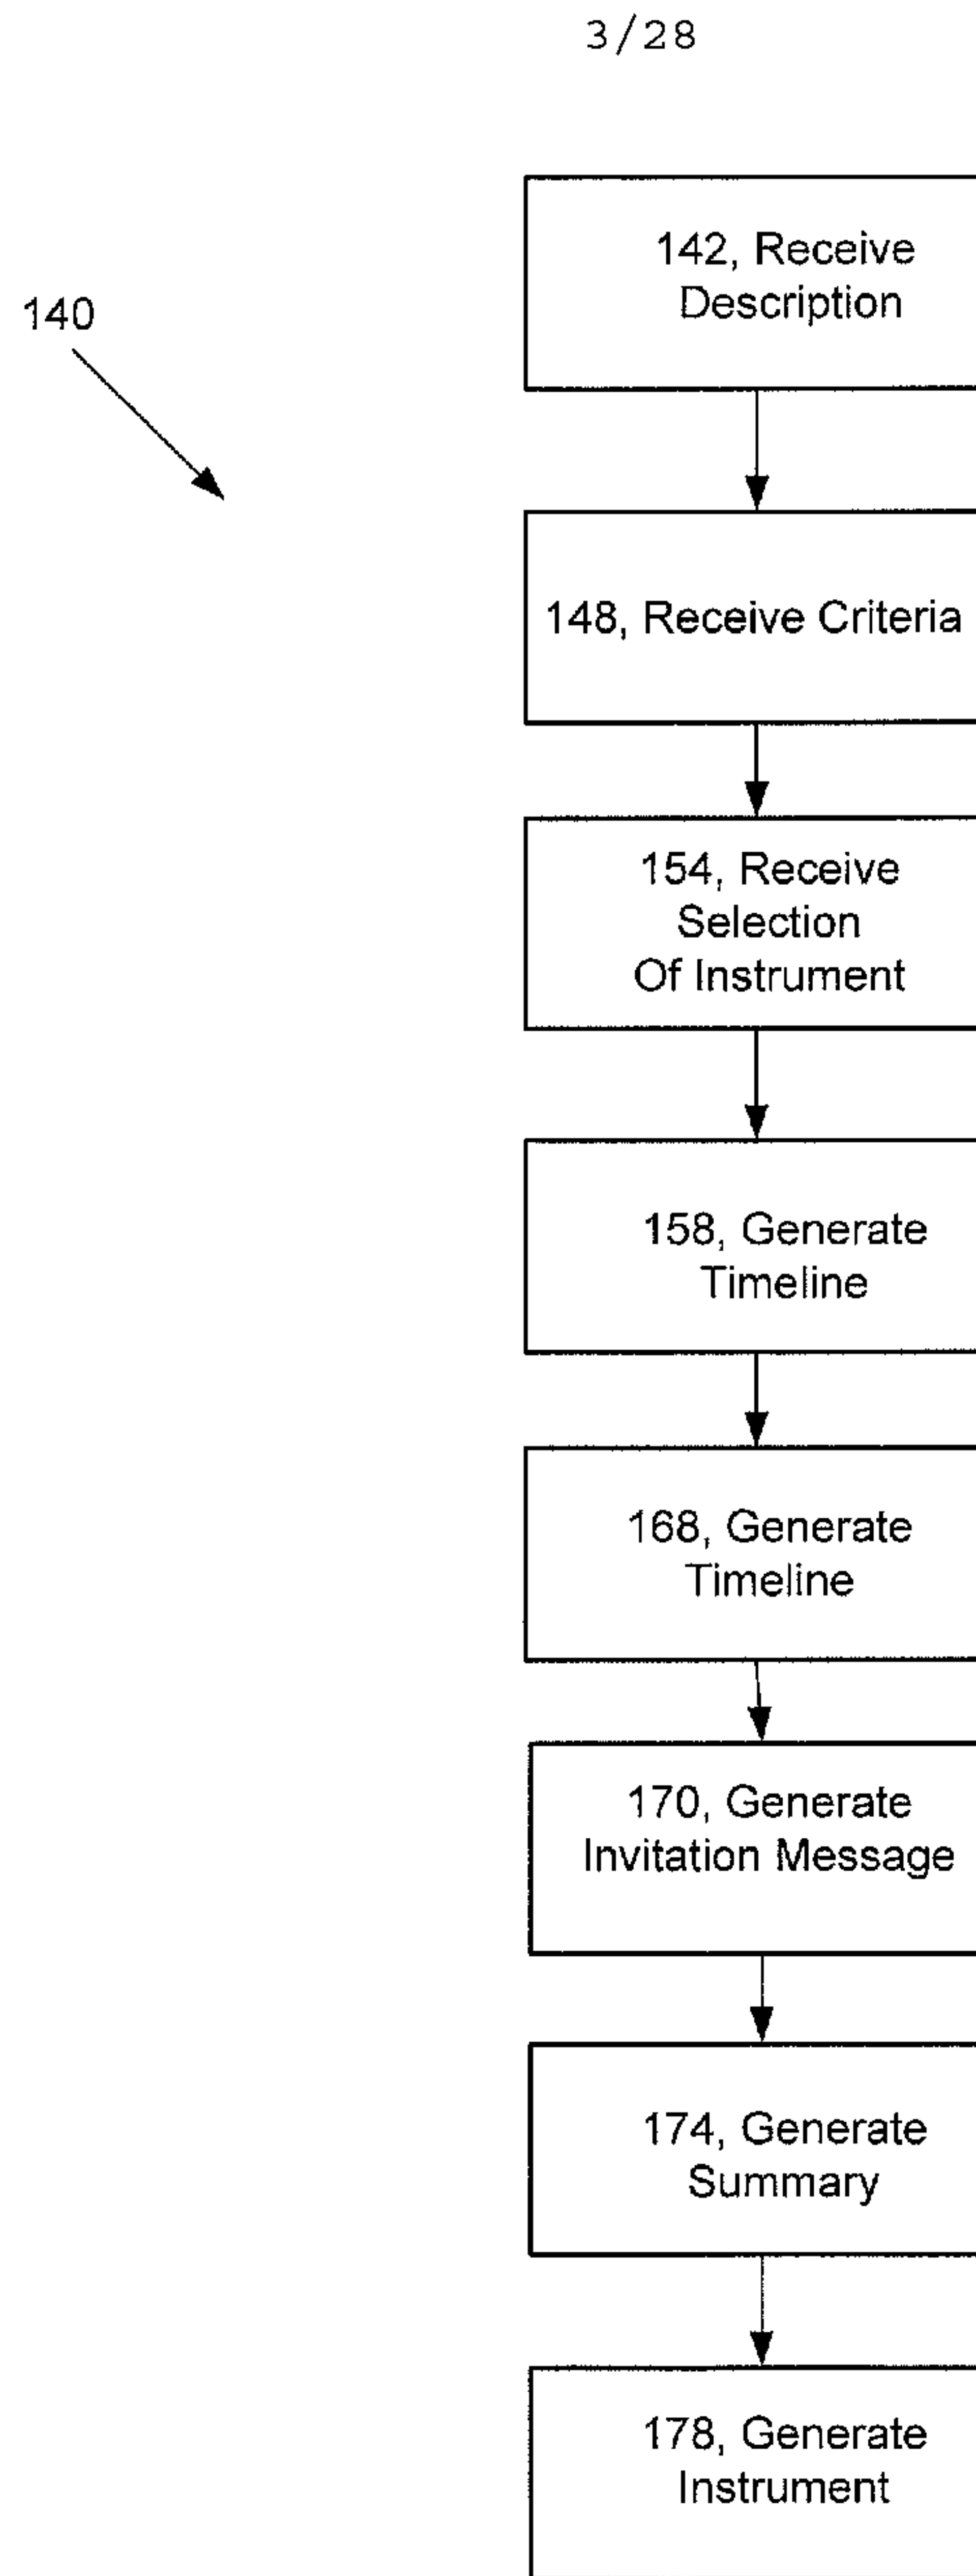 3/28
140
142, Receive
Description
148, Receive Criteria
154, Receive
Selection
Of Instrument
158, Generate
Timeline
168, Generate
Timeline
170, Generate
Invitation Message
174, Generate
Summary
178, Generate
Instrument